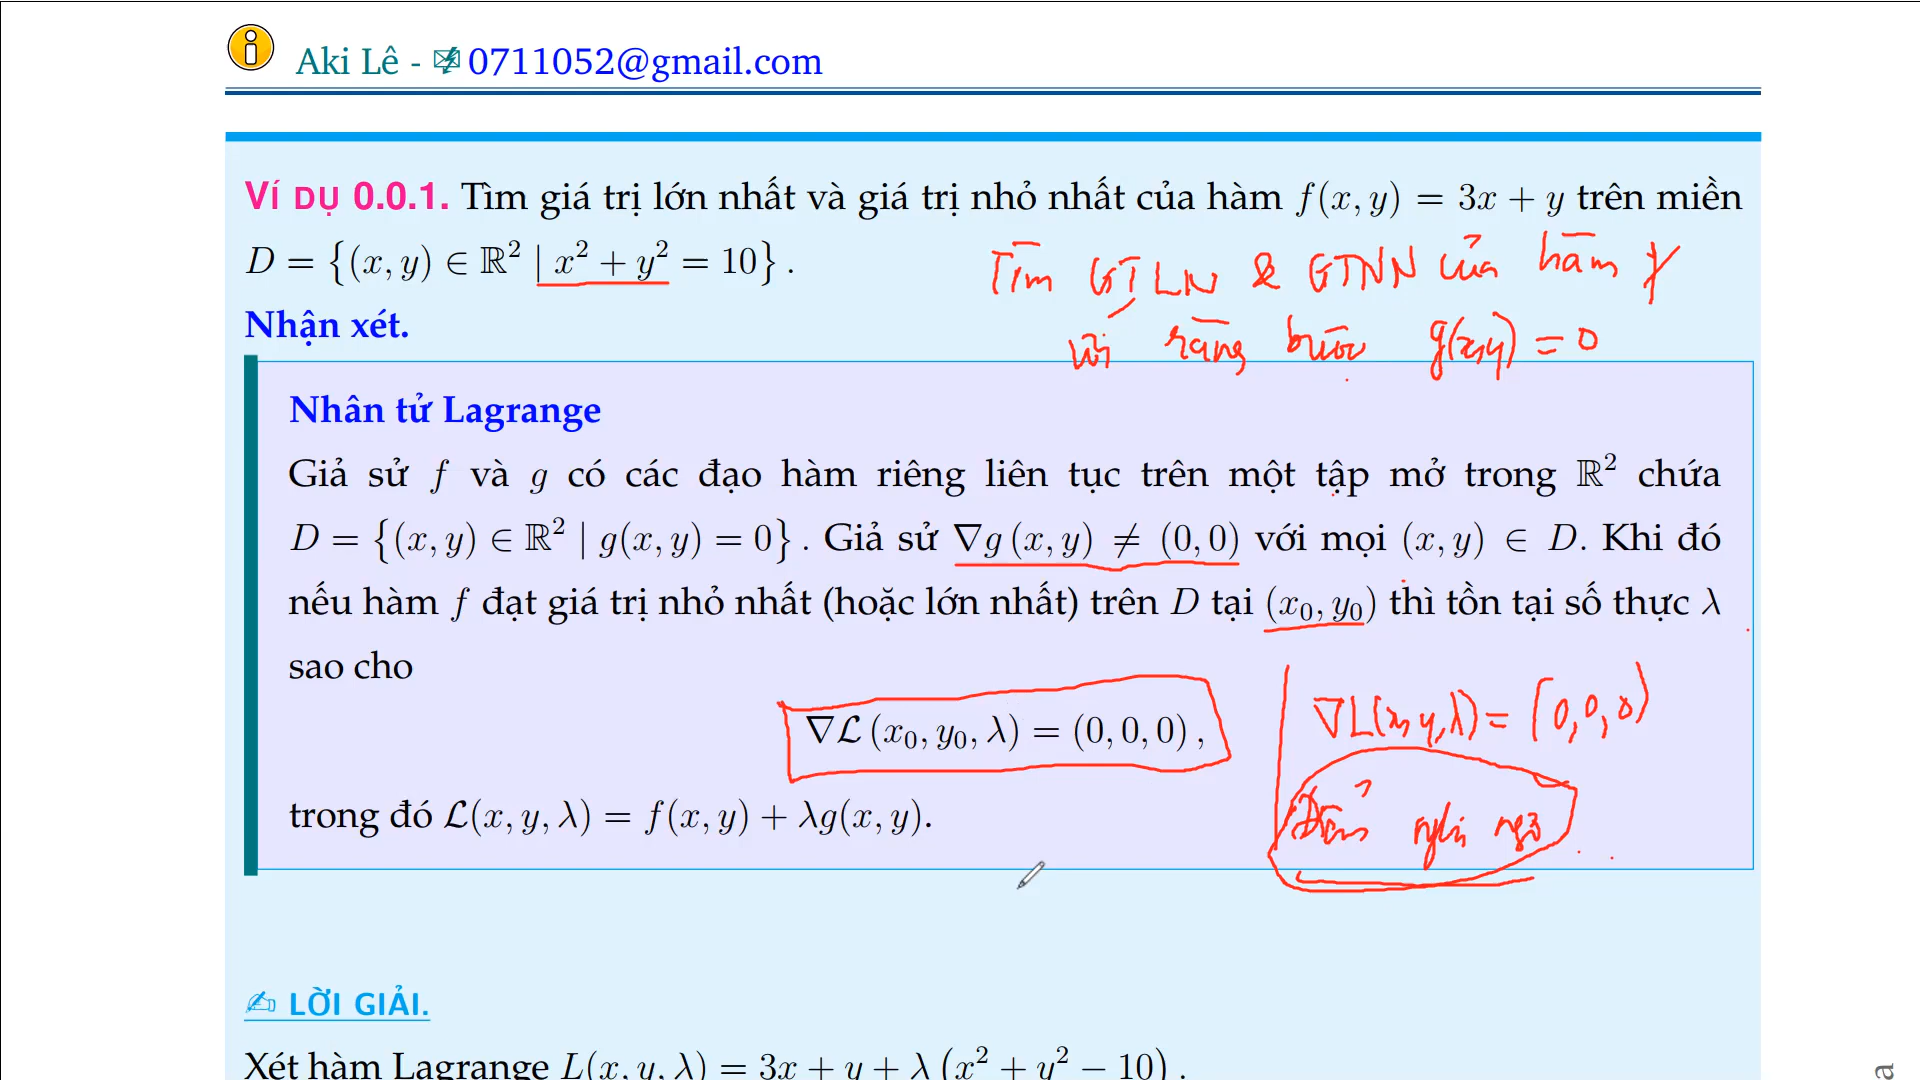 Aki Lê - 0711052@gmail.com
VÍ DỤ 0.0.1. Tìm giá trị lớn nhất và giá trị nhỏ nhất của hàm f(x, y) = 3x + y trên miền
D = {(x, y) ∈ ℝ² | x² + y² = 10} .
Tìm GTLN & GTNN của hàm f
Nhận xét.
với ràng buộc g(x,y) = 0
Nhân tử Lagrange
Giả sử f và g có các đạo hàm riêng liên tục trên một tập mở trong ℝ² chứa
D = {(x, y) ∈ ℝ² | g(x, y) = 0} . Giả sử ∇g (x, y) ≠ (0, 0) với mọi (x, y) ∈ D. Khi đó
nếu hàm f đạt giá trị nhỏ nhất (hoặc lớn nhất) trên D tại (x₀, y₀) thì tồn tại số thực λ
sao cho
∇ℒ (x₀, y₀, λ) = (0, 0, 0) ,
∇L(x, y, λ) = (0, 0, 0)
trong đó ℒ(x, y, λ) = f(x, y) + λg(x, y).
Điểm nghi ngờ
✍ LỜI GIẢI.
Xét hàm Lagrange L(x, y, λ) = 3x + y + λ (x² + y² − 10) .
a